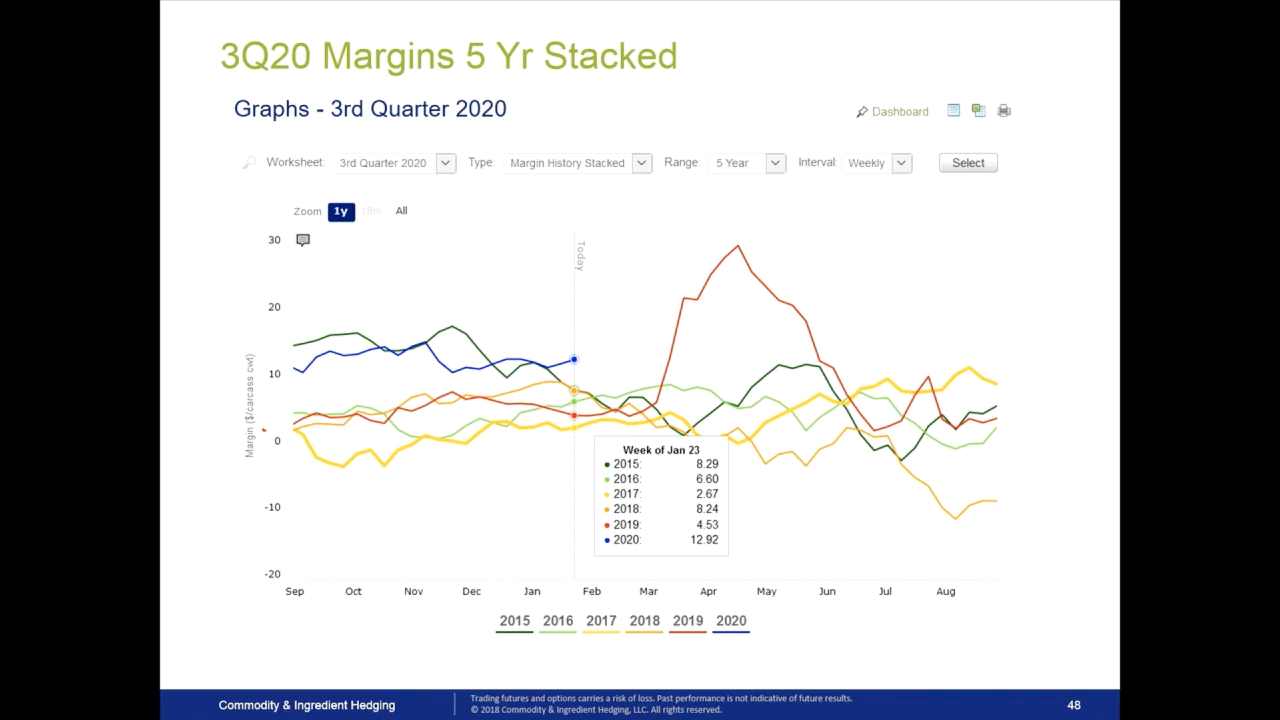 3Q20 Margins 5 Yr Stacked
Graphs - 3rd Quarter 2020
Dashboard
Worksheet: 3rd Quarter 2020 Type: Margin History Stacked Range: 5 Year Interval: Weekly Select
Zoom 1y 18m All
Today
Margin ($/carcass cwt)
30
20
10
0
-10
-20
Week of Jan 23
2015: 8.29
2016: 6.60
2017: 2.67
2018: 8.24
2019: 4.53
2020: 12.92
Sep Oct Nov Dec Jan Feb Mar Apr May Jun Jul Aug
2015 2016 2017 2018 2019 2020
Commodity & Ingredient Hedging
Trading futures and options carries a risk of loss. Past performance is not indicative of future results.
© 2018 Commodity & Ingredient Hedging, LLC. All rights reserved.
48